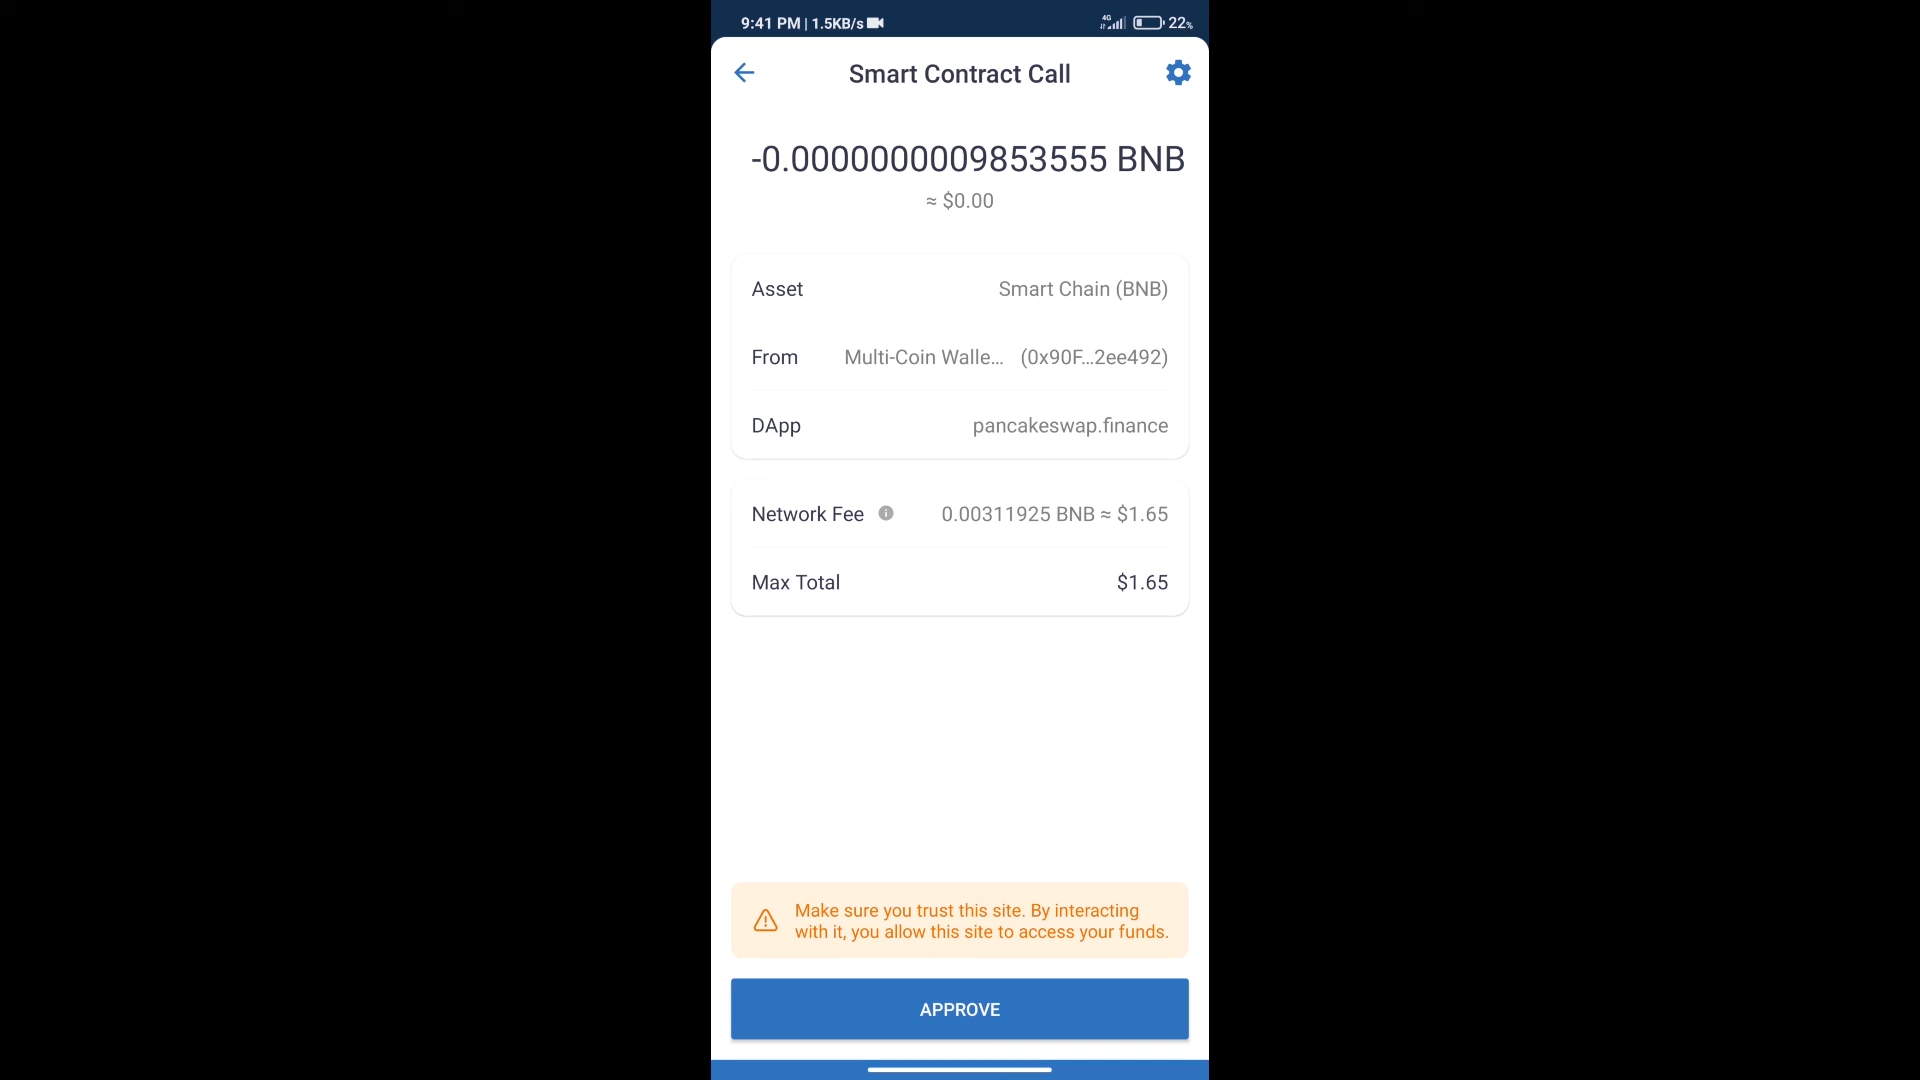 9:41 PM | 1.5KB/s 4G 22%
Smart Contract Call
-0.0000000009853555 BNB
≈ $0.00
Asset Smart Chain (BNB)
From Multi-Coin Walle... (0x90F...2ee492)
DApp pancakeswap.finance
Network Fee 0.00311925 BNB ≈ $1.65
Max Total $1.65
Make sure you trust this site. By interacting
with it, you allow this site to access your funds.
APPROVE